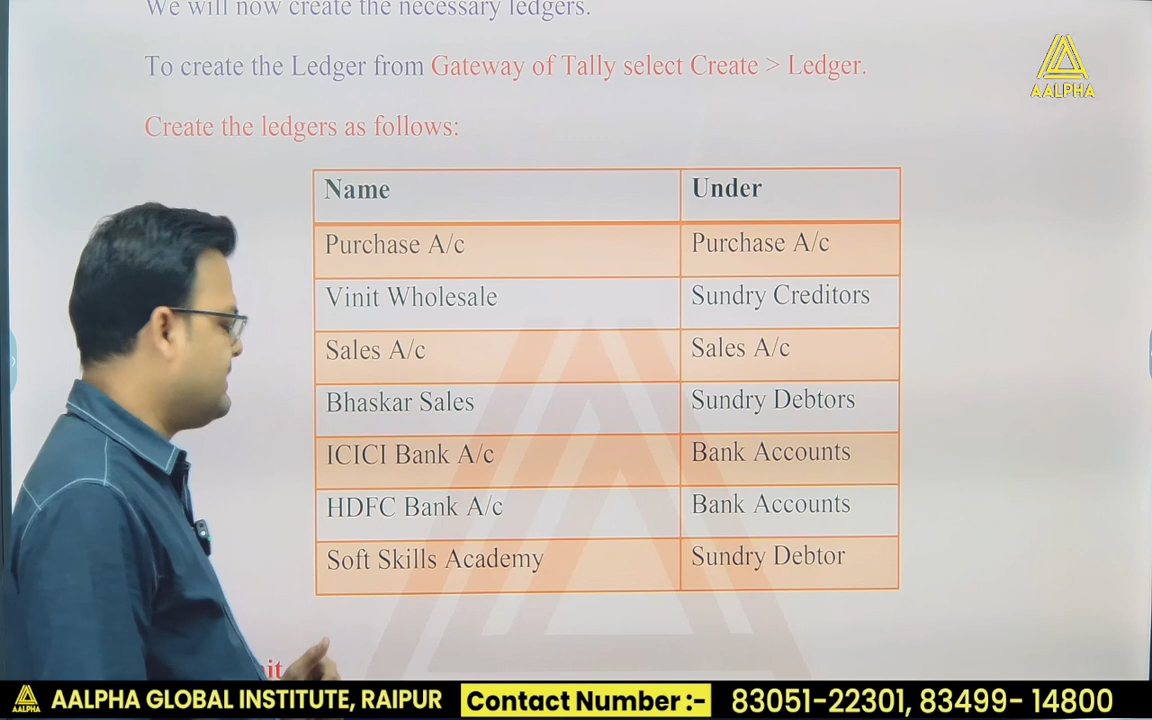 We will now create the necessary ledgers.
To create the Ledger from Gateway of Tally select Create > Ledger.
AALPHA
Create the ledgers as follows:
Name Under
Purchase A/c Purchase A/c
Vinit Wholesale Sundry Creditors
Sales A/c Sales A/c
Bhaskar Sales Sundry Debtors
ICICI Bank A/c Bank Accounts
HDFC Bank A/c Bank Accounts
Soft Skills Academy Sundry Debtor
AALPHA
AALPHA GLOBAL INSTITUTE, RAIPUR Contact Number :- 83051-22301, 83499- 14800